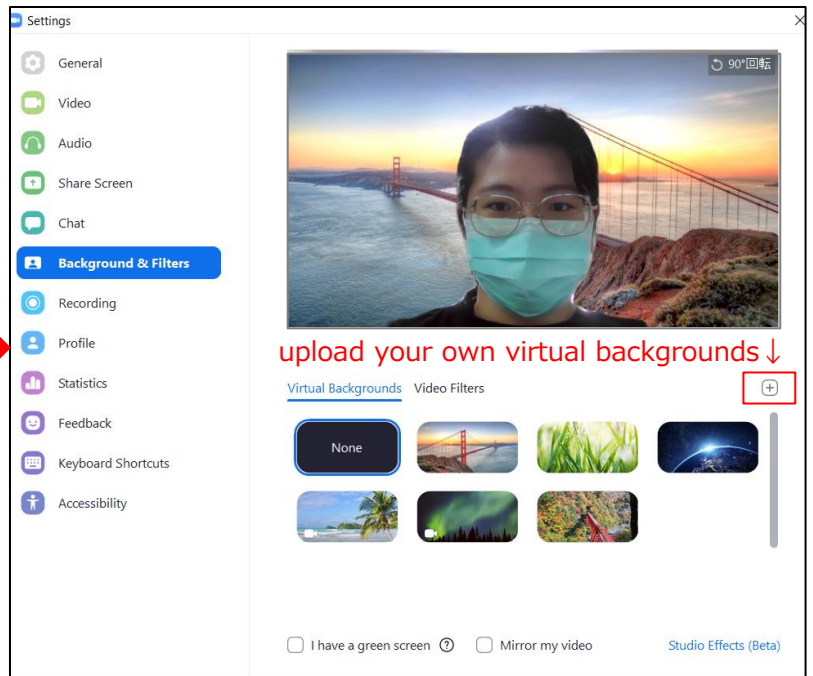 Settings
General
Video
Audio
Share Screen
Chat
Background & Filters
Recording
Profile
Statistics
Feedback
Keyboard Shortcuts
Accessibility
90°回転
upload your own virtual backgrounds↓
Virtual Backgrounds Video Filters
None
I have a green screen ? Mirror my video Studio Effects (Beta)